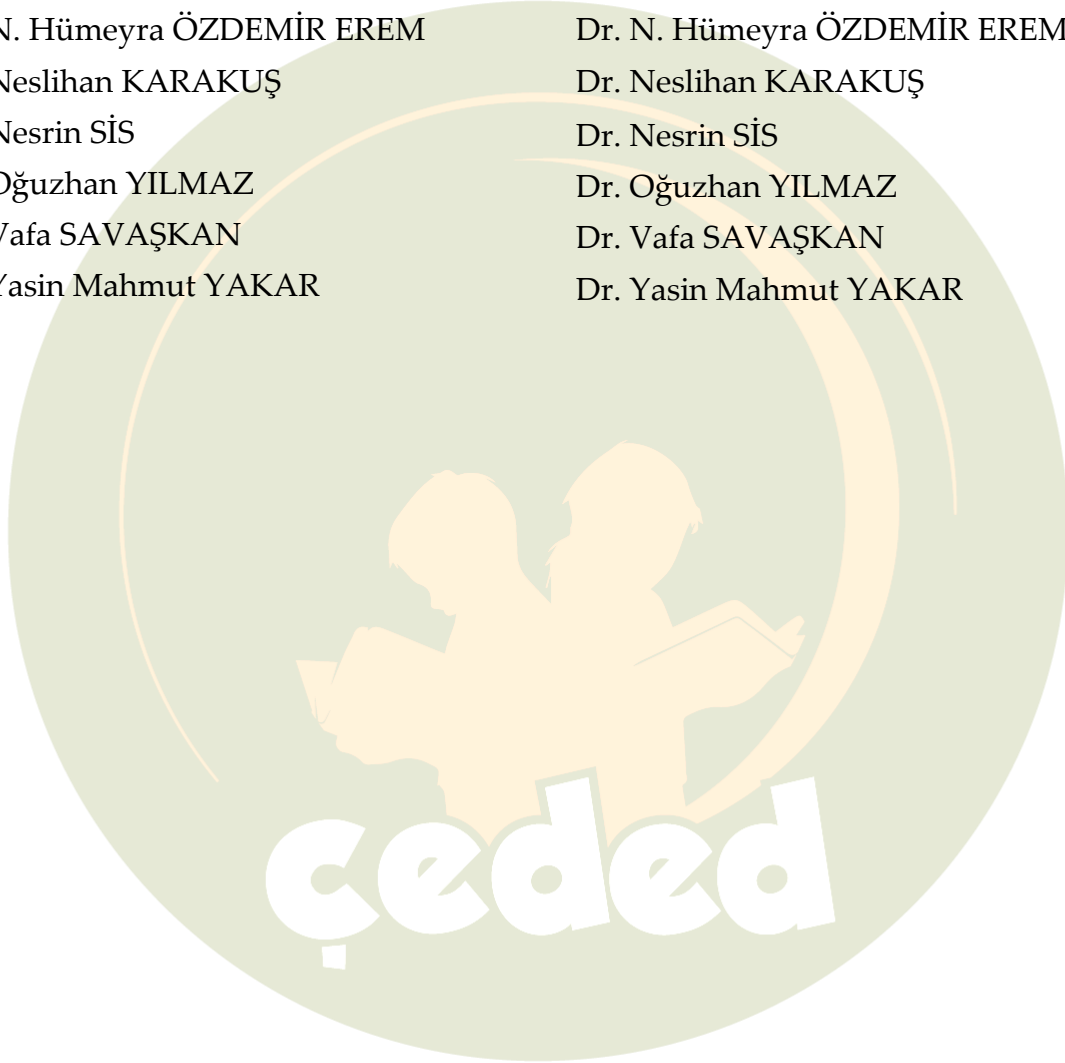 N. Hümeyra ÖZDEMİR EREM
Neslihan KARAKUŞ
Nesrin SİS
Oğuzhan YILMAZ
Vafa SAVAŞKAN
Yasin Mahmut YAKAR
Dr. N. Hümeyra ÖZDEMİR EREM
Dr. Neslihan KARAKUŞ
Dr. Nesrin SİS
Dr. Oğuzhan YILMAZ
Dr. Vafa SAVAŞKAN
Dr. Yasin Mahmut YAKAR
çeded